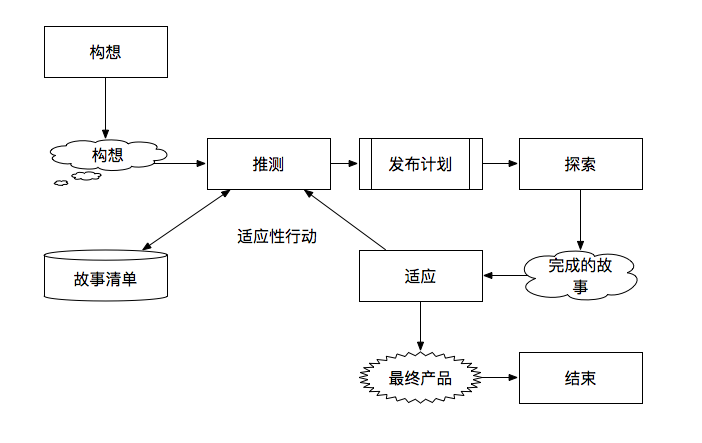 构想
构想
推测
发布计划
探索
适应性行动
故事清单
适应
完成的故
事
最终产品
结束